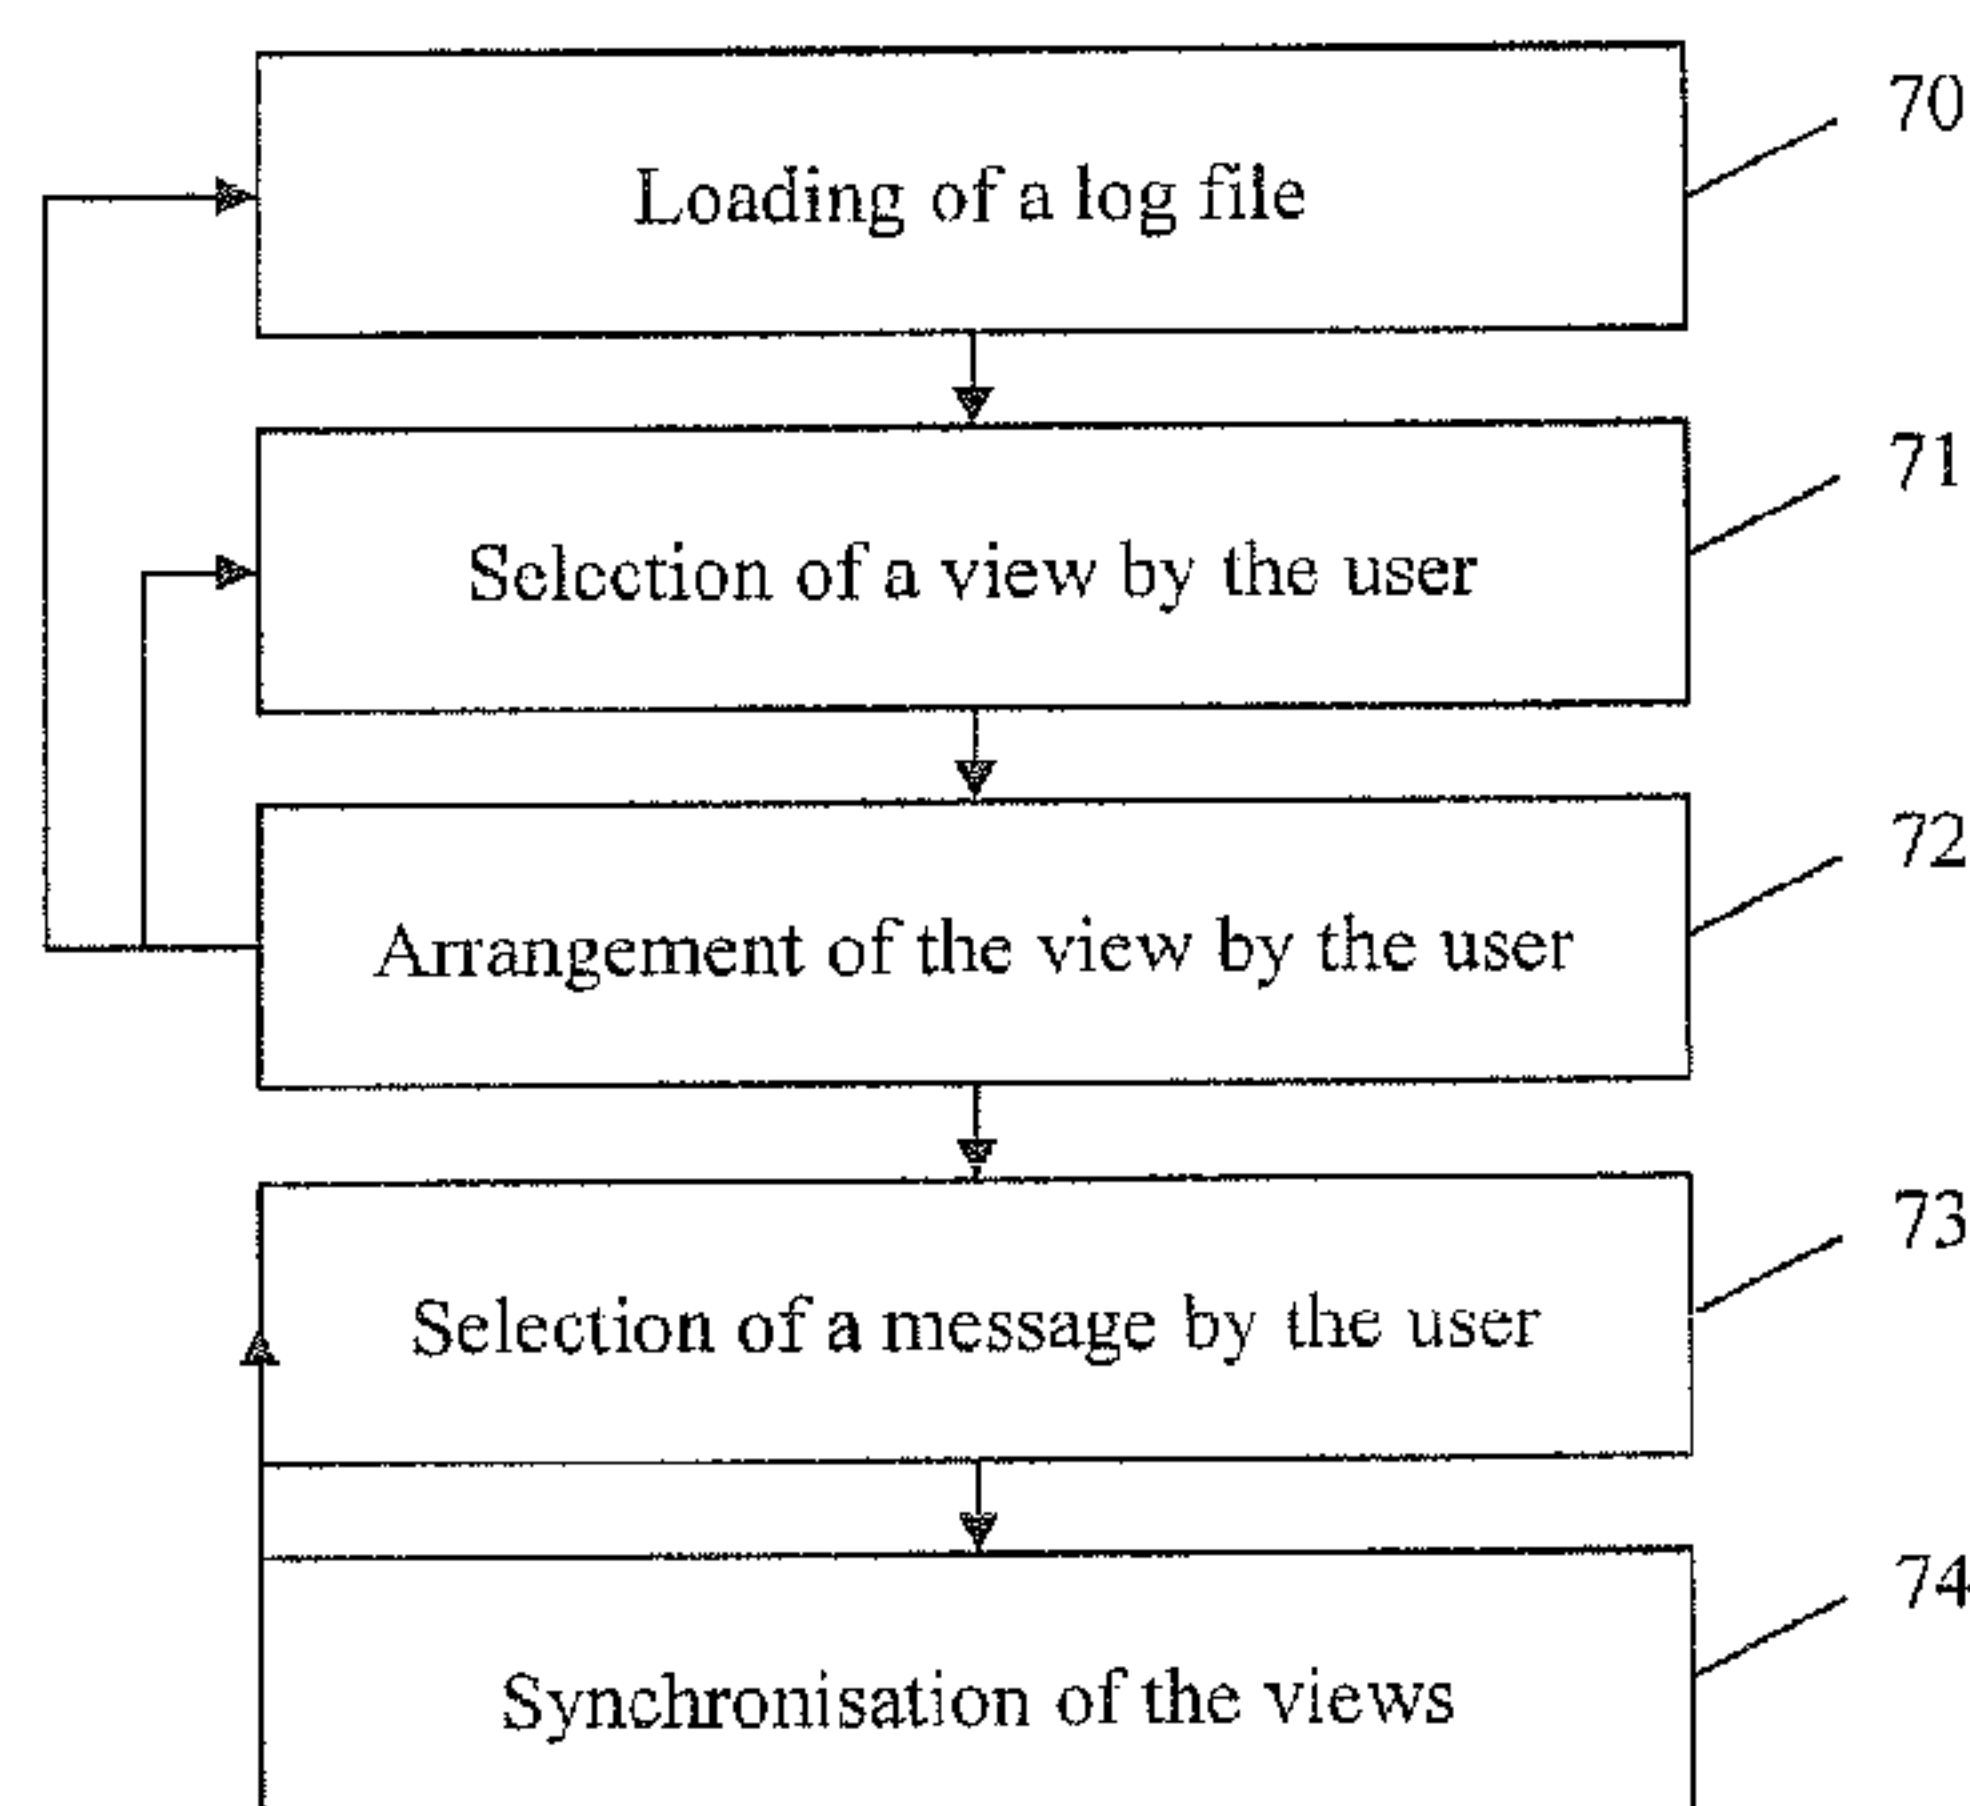 70
Loading of a log file
71
Selection of a view by the user
72
Arrangement of the view by the user
73
Selection of a message by the user
74
Synchronisation of the views